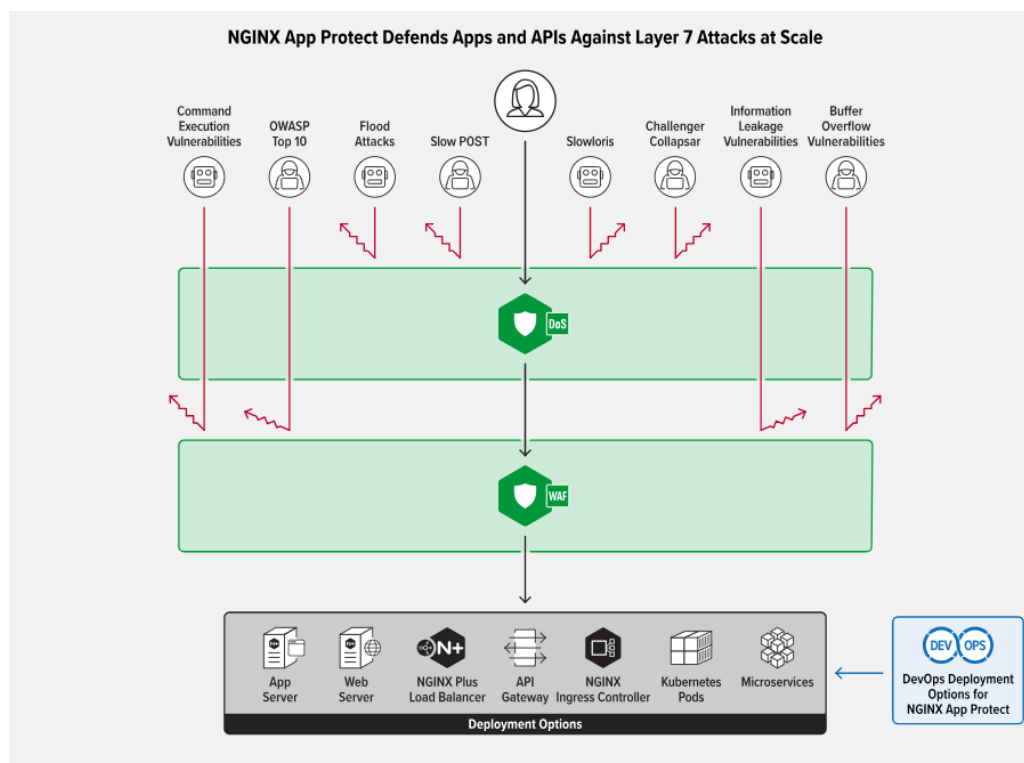 NGINX App Protect Defends Apps and APIs Against Layer 7 Attacks at Scale
Command
Execution
Vulnerabilities
OWASP
Top 10
Flood
Attacks
Slow POST
Slowloris
Challenger
Collapsar
Information
Leakage
Vulnerabilities
Buffer
Overflow
Vulnerabilities
DoS
WAF
N+
App
Server
Web
Server
NGINX Plus
Load Balancer
API
Gateway
NGINX
Ingress Controller
Kubernetes
Pods
Microservices
Deployment Options
DEV OPS
DevOps Deployment
Options for
NGINX App Protect